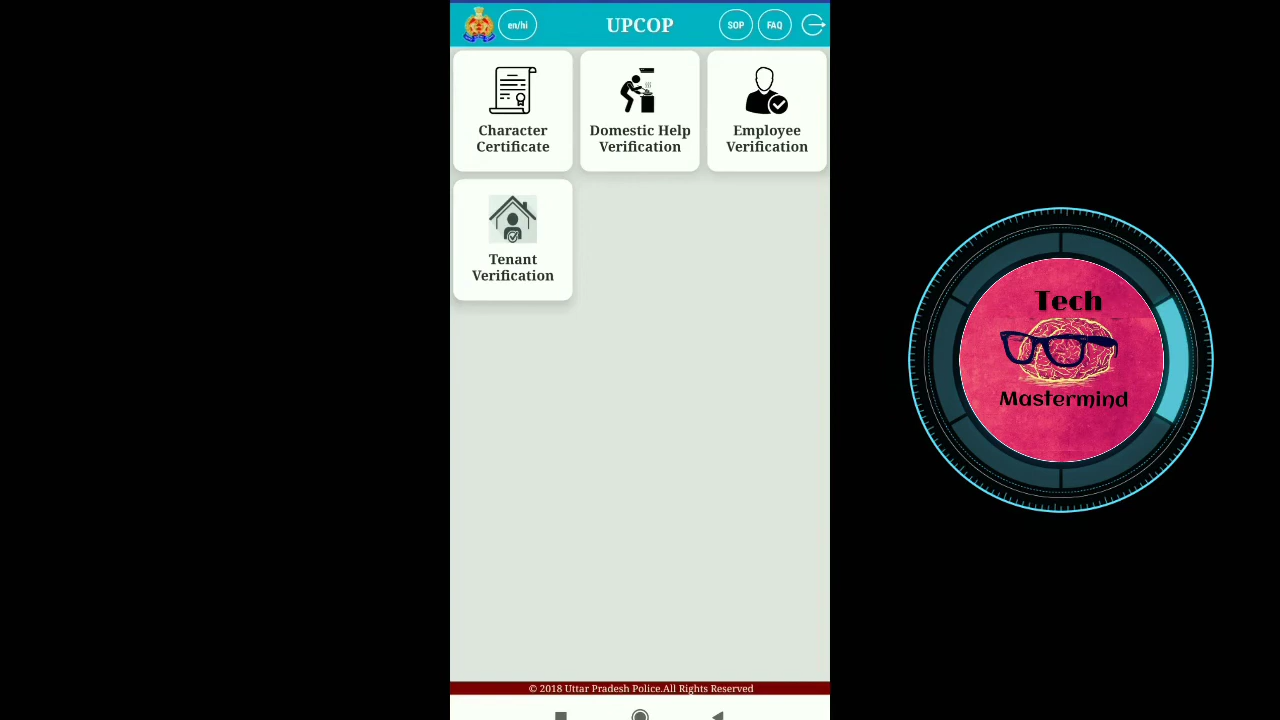 en/hi
UPCOP
SOP
FAQ
Character
Certificate
Domestic Help
Verification
Employee
Verification
Tenant
Verification
Tech
Mastermind
© 2018 Uttar Pradesh Police.All Rights Reserved